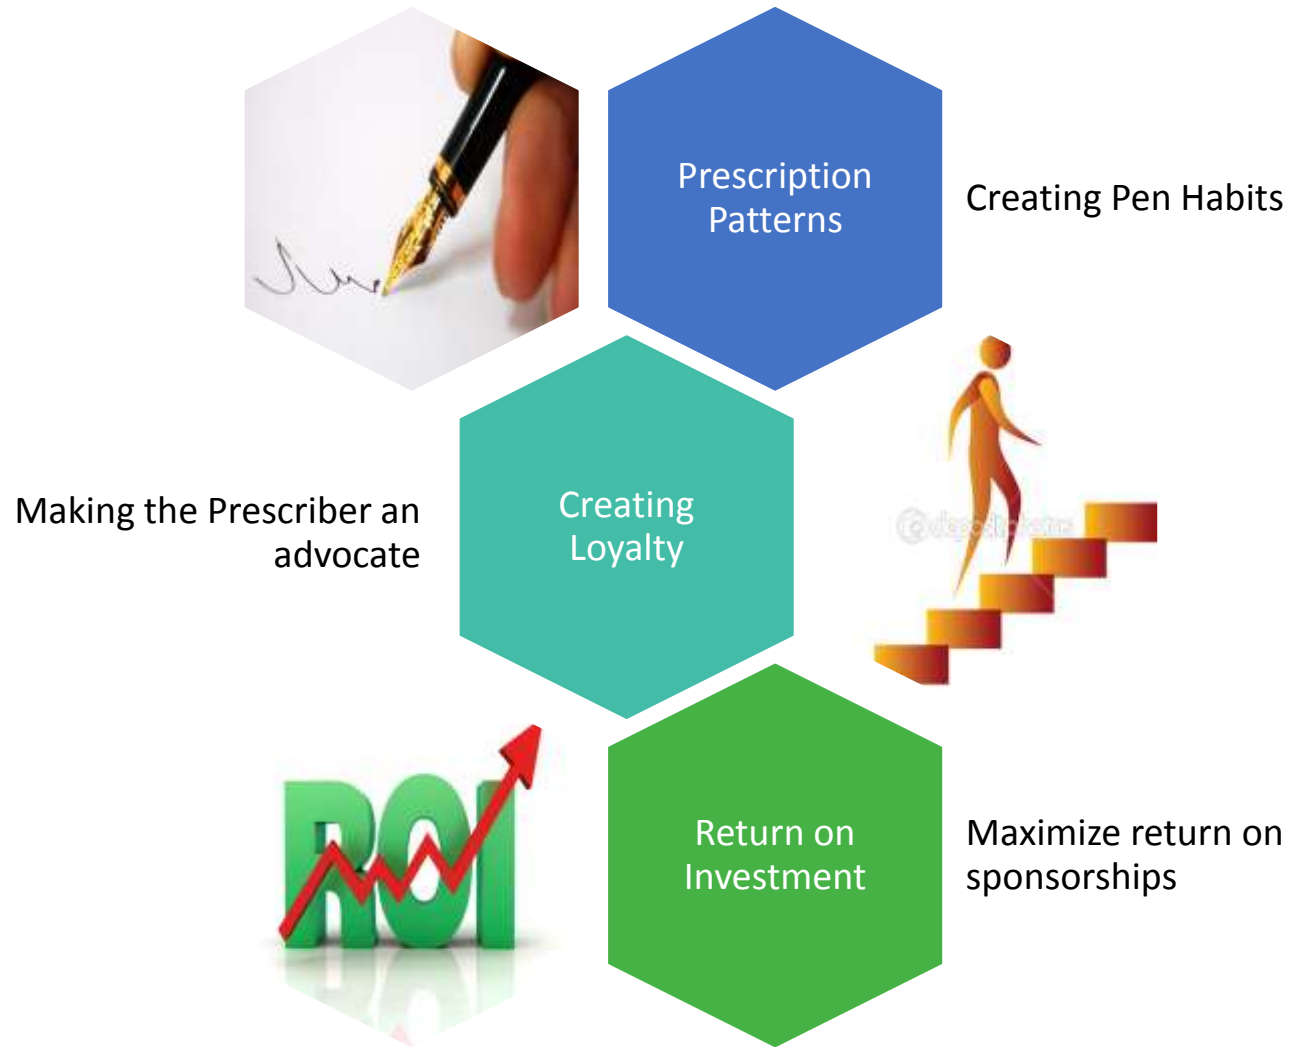 Prescription
Patterns
Creating Pen Habits
Making the Prescriber an
advocate
Creating
Loyalty
depositphotos
ROI
Return on
Investment
Maximize return on
sponsorships